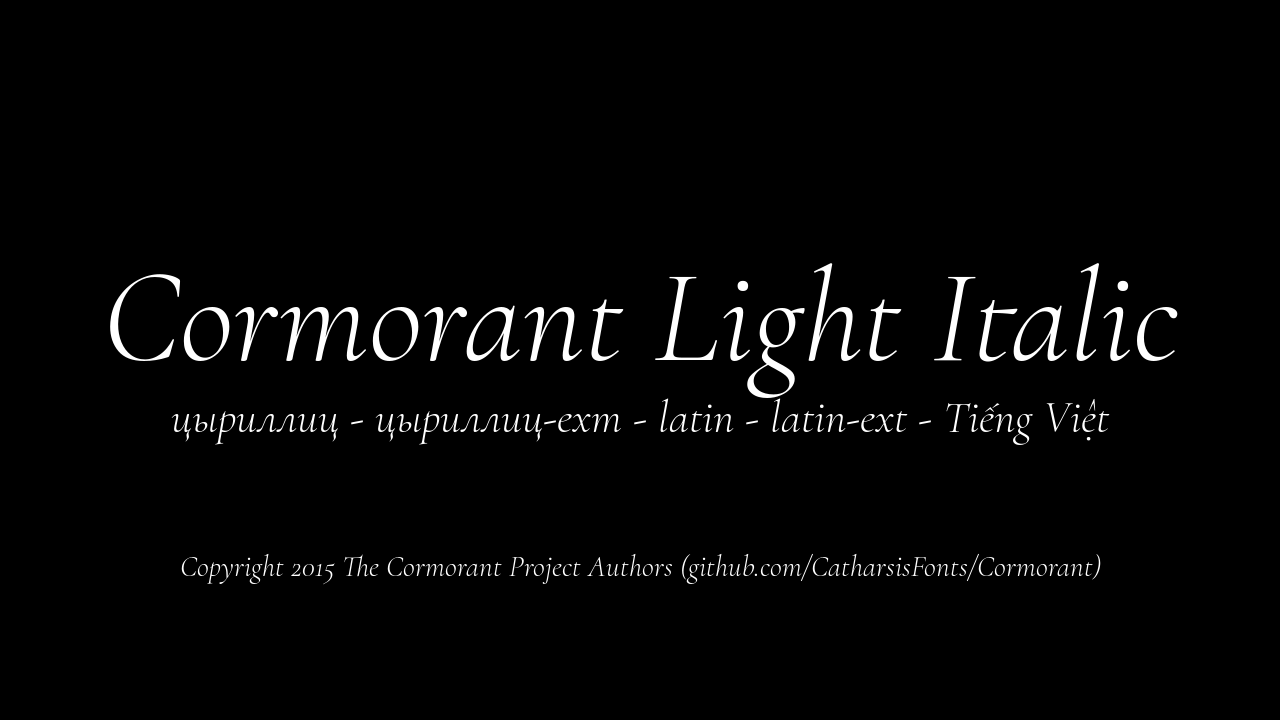 Cormorant Light Italic
цыриллиц - цыриллиц-ехт - latin - latin-ext - Tiếng Việt
Copyright 2015 The Cormorant Project Authors (github.com/CatharsisFonts/Cormorant)